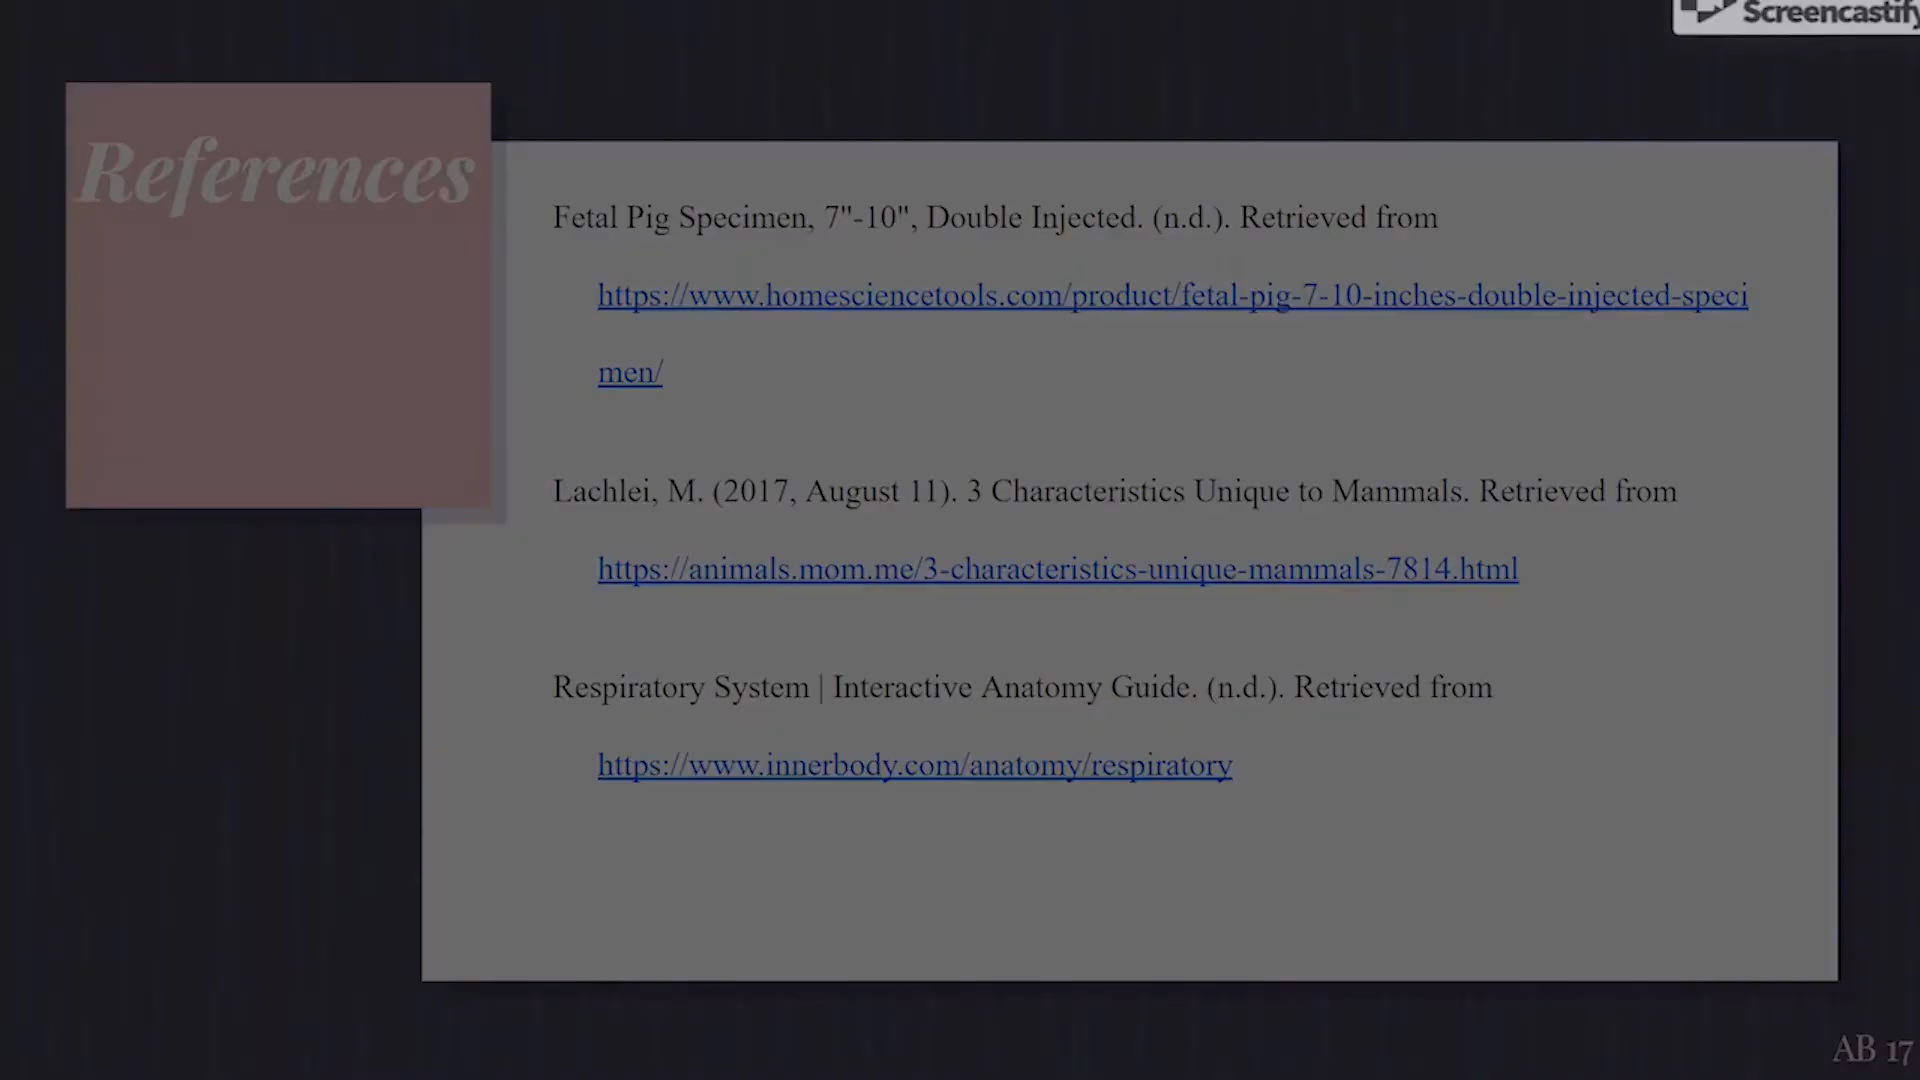 Screencastify
References
Fetal Pig Specimen, 7"-10", Double Injected. (n.d.). Retrieved from
https://www.homesciencetools.com/product/fetal-pig-7-10-inches-double-injected-speci
men/
Lachlei, M. (2017, August 11). 3 Characteristics Unique to Mammals. Retrieved from
https://animals.mom.me/3-characteristics-unique-mammals-7814.html
Respiratory System | Interactive Anatomy Guide. (n.d.). Retrieved from
https://www.innerbody.com/anatomy/respiratory
AB 17